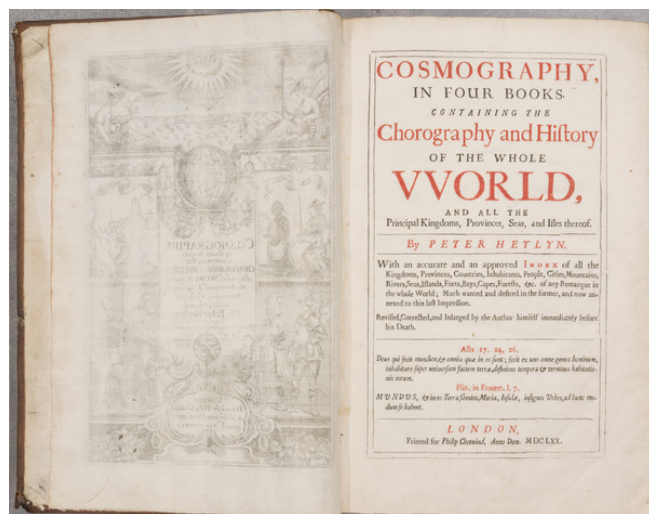 COSMOGRAPHY,
IN FOUR BOOKS.
CONTAINING THE
Chorography and Hiſtory
OF THE WHOLE
VVORLD,
AND ALL THE
Principal Kingdoms, Provinces, Seas, and Iſles thereof.
By PETER HEYLYN.
With an accurate and an approved INDEX of all the
Kingdoms, Provinces, Countries, Inhabitants, People, Cities, Mountains,
Rivers, Seas, Iſlands, Forts, Bays, Capes, Foreſts, &c. of any Remarque in
the whole World; Much wanted and deſired in the former, and now an-
nexed to this laſt Impreſſion.
Reviſed, Corrected, and Inlarged by the Author himſelf immediately before
his Death.
Acts 17. 24, 26.
Deus qui fecit mundum, & omnia quæ in eo ſunt; fecit ex uno omne genus hominum,
inhabitare ſuper univerſam faciem terræ, definiens tempora & terminos habitatio-
nis eorum.
Plin. in Proœm. l. 7.
MUNDUS, & in eo Terræ, Gentes, Maria, Inſulæ, inſignes Urbes, ad hunc mo-
dum ſe habent.
LONDON,
Printed for Philip Chetwind, Anno Dom. MDCLXX.